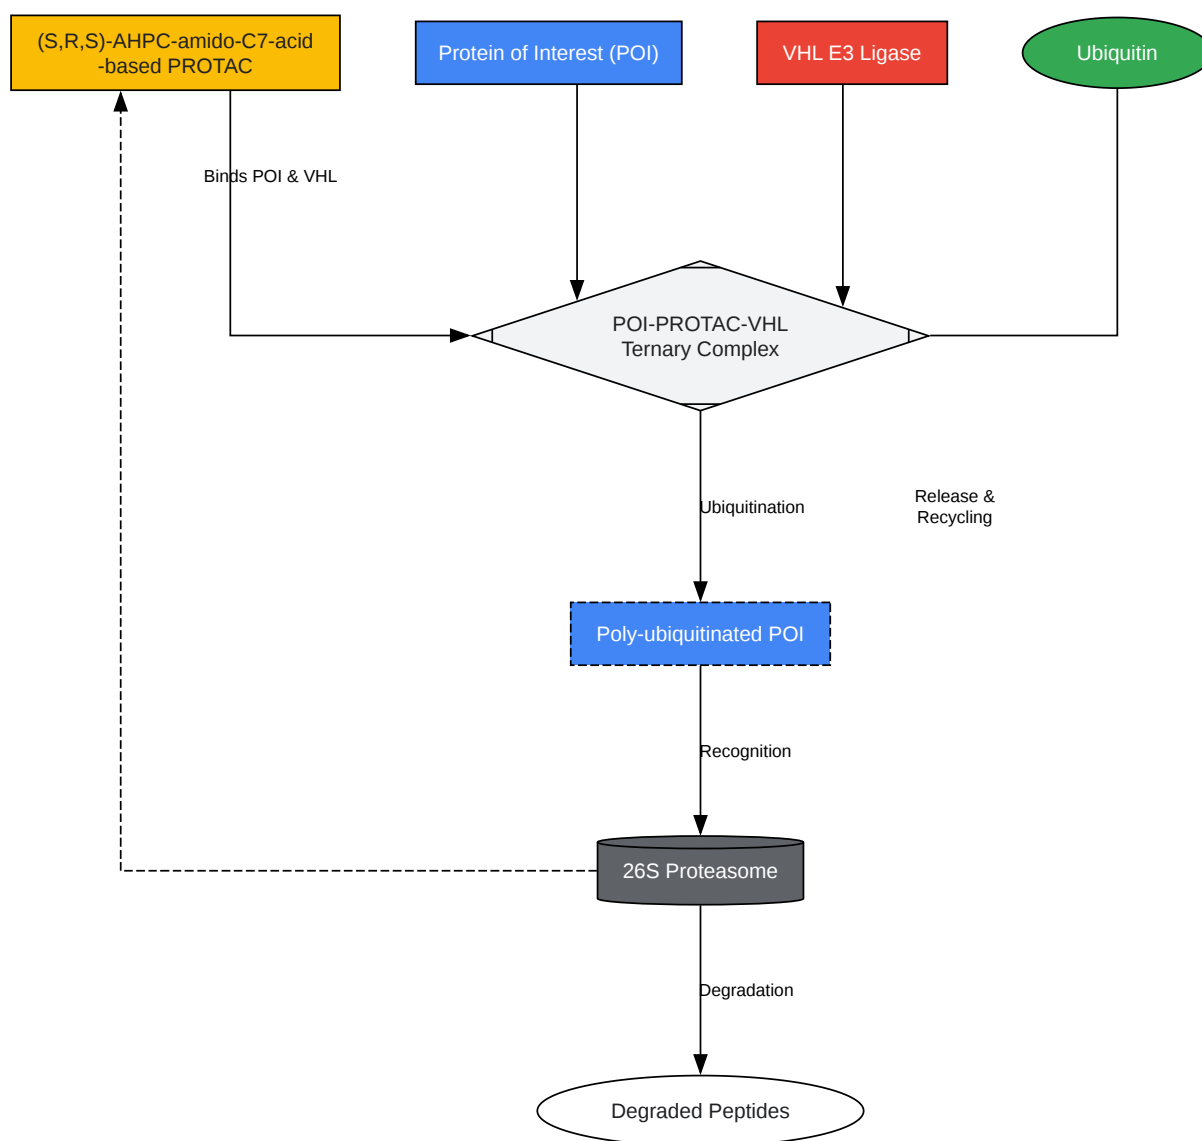 (S,R,S)-AHPC-amido-C7-acid
-based PROTAC
Protein of Interest (POI)
VHL E3 Ligase
Ubiquitin
Binds POI & VHL
POI-PROTAC-VHL
Ternary Complex
Ubiquitination
Release &
Recycling
Poly-ubiquitinated POI
Recognition
26S Proteasome
Degradation
Degraded Peptides